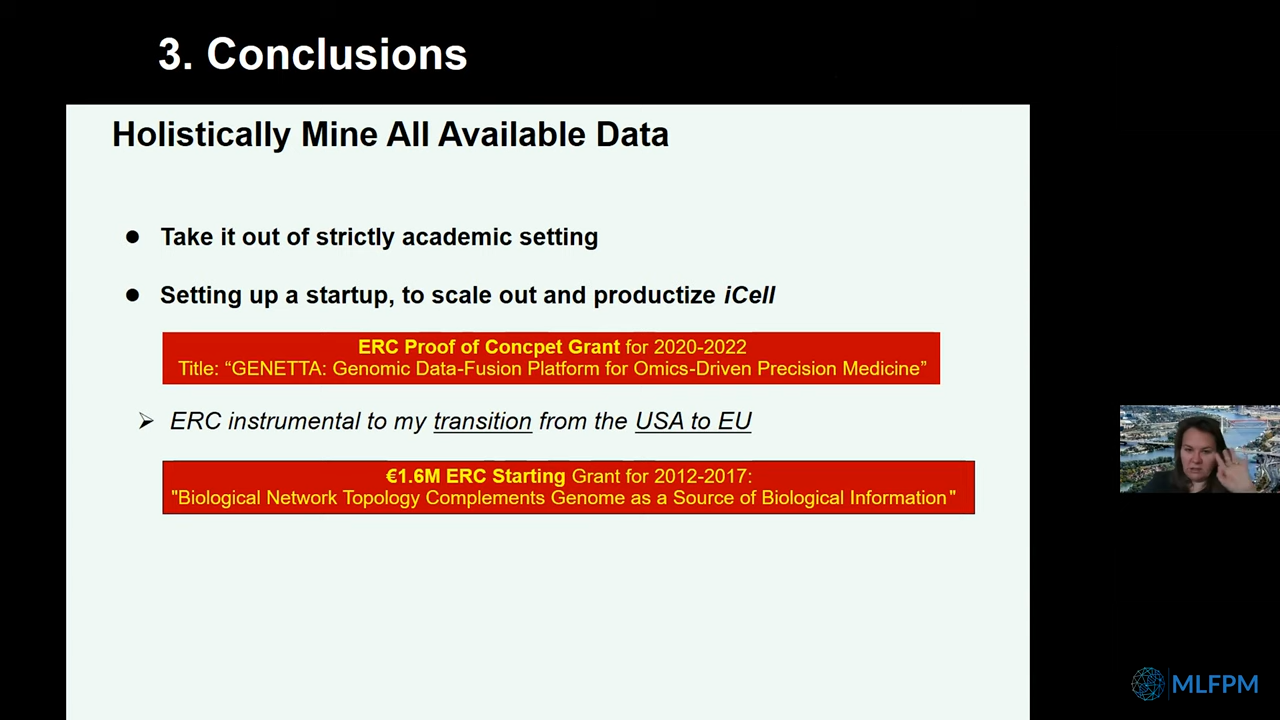 3. Conclusions
Holistically Mine All Available Data
● Take it out of strictly academic setting
● Setting up a startup, to scale out and productize iCell
ERC Proof of Concpet Grant for 2020-2022
Title: “GENETTA: Genomic Data-Fusion Platform for Omics-Driven Precision Medicine”
➢ ERC instrumental to my transition from the USA to EU
€1.6M ERC Starting Grant for 2012-2017:
"Biological Network Topology Complements Genome as a Source of Biological Information"
MLFPM